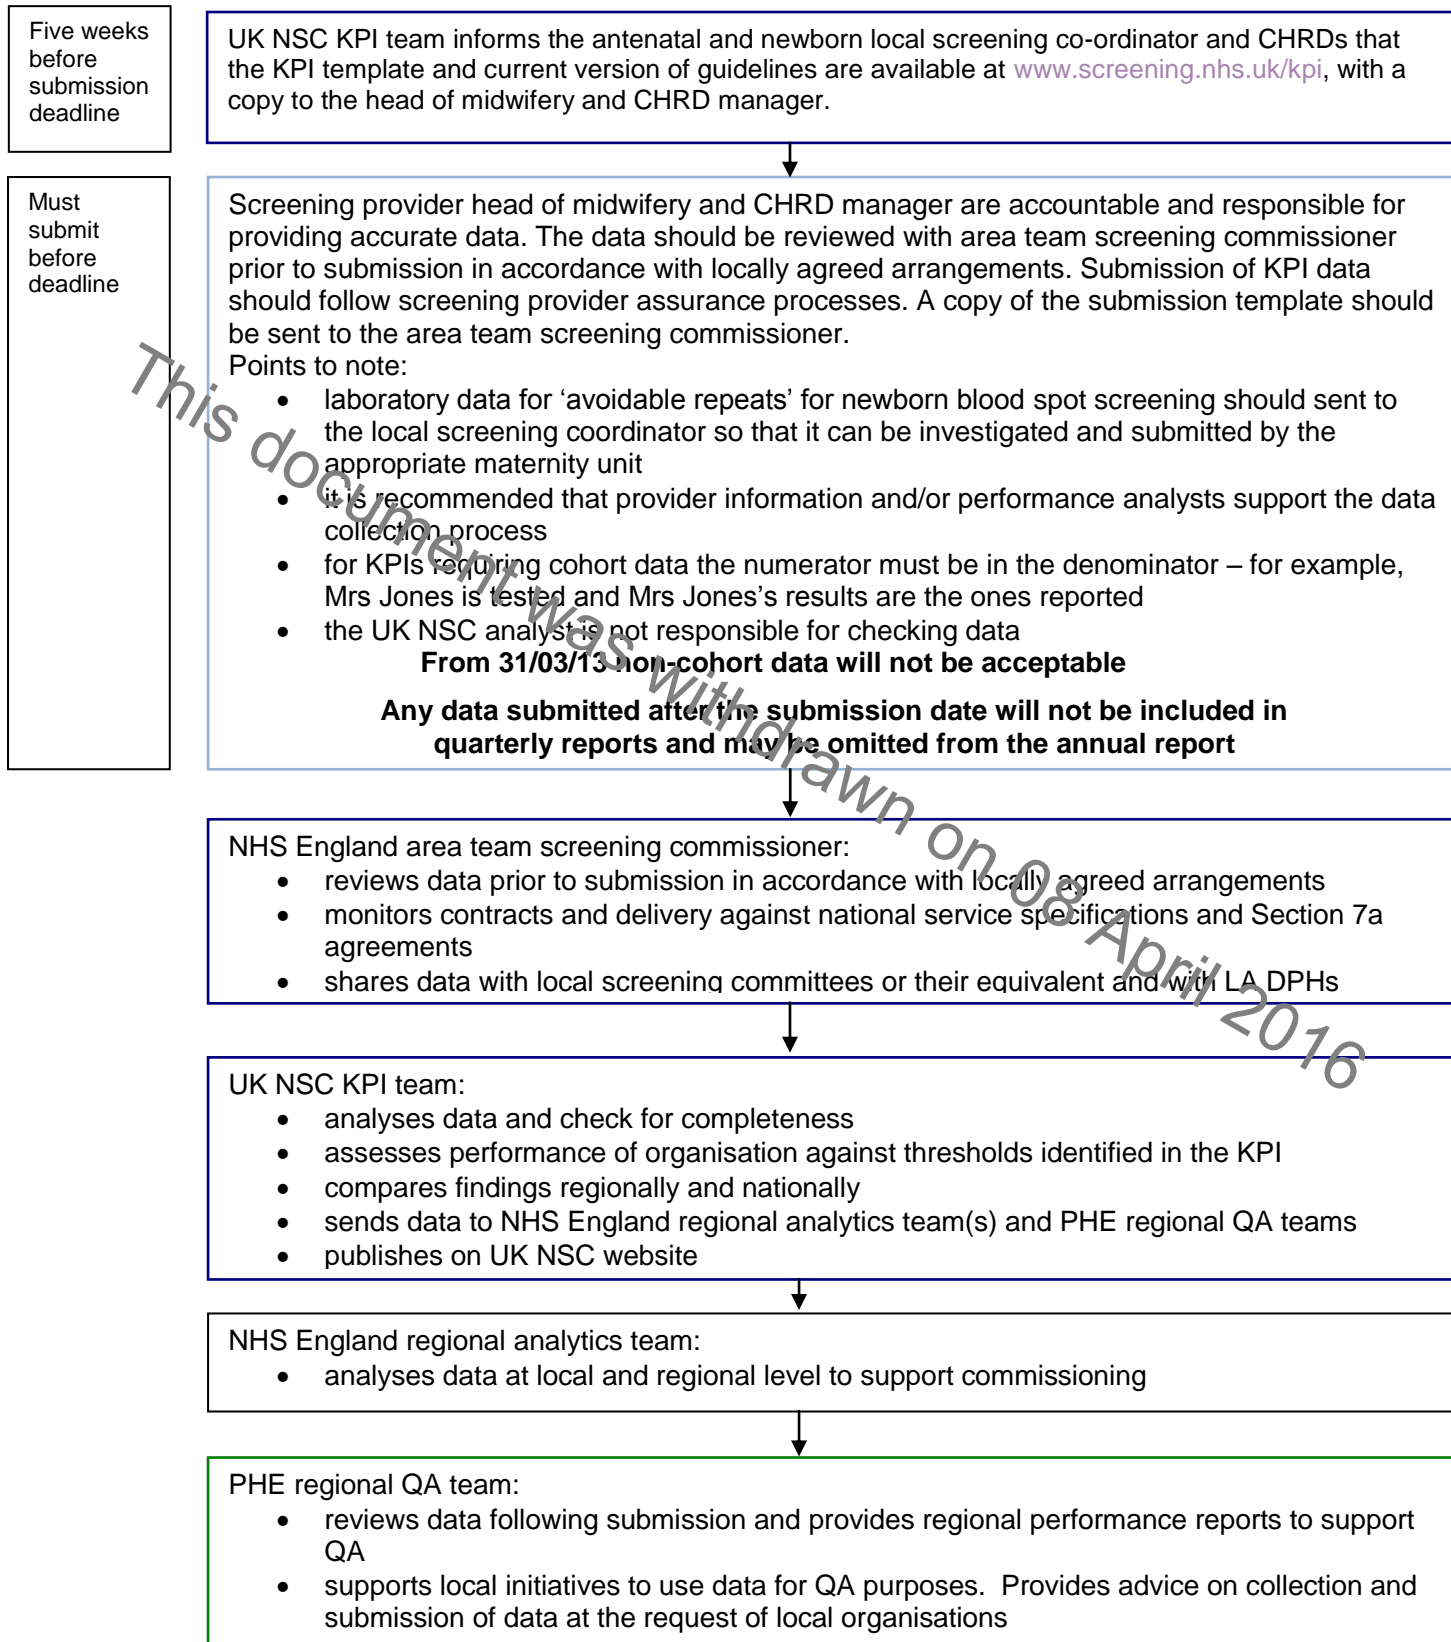 Five weeks
before
submission
deadline
UK NSC KPI team informs the antenatal and newborn local screening co-ordinator and CHRDs that
the KPI template and current version of guidelines are available at www.screening.nhs.uk/kpi, with a
copy to the head of midwifery and CHRD manager.
Must
submit
before
deadline
Screening provider head of midwifery and CHRD manager are accountable and responsible for
providing accurate data. The data should be reviewed with area team screening commissioner
prior to submission in accordance with locally agreed arrangements. Submission of KPI data
should follow screening provider assurance processes. A copy of the submission template should
be sent to the area team screening commissioner.
Points to note:
• laboratory data for ‘avoidable repeats’ for newborn blood spot screening should sent to
the local screening coordinator so that it can be investigated and submitted by the
appropriate maternity unit
• it is recommended that provider information and/or performance analysts support the data
collection process
• for KPIs requiring cohort data the numerator must be in the denominator – for example,
Mrs Jones is tested and Mrs Jones’s results are the ones reported
• the UK NSC analyst is not responsible for checking data
From 31/03/13 non-cohort data will not be acceptable
Any data submitted after the submission date will not be included in
quarterly reports and may be omitted from the annual report
NHS England area team screening commissioner:
• reviews data prior to submission in accordance with locally agreed arrangements
• monitors contracts and delivery against national service specifications and Section 7a
agreements
• shares data with local screening committees or their equivalent and with LA DPHs
UK NSC KPI team:
• analyses data and check for completeness
• assesses performance of organisation against thresholds identified in the KPI
• compares findings regionally and nationally
• sends data to NHS England regional analytics team(s) and PHE regional QA teams
• publishes on UK NSC website
NHS England regional analytics team:
• analyses data at local and regional level to support commissioning
PHE regional QA team:
• reviews data following submission and provides regional performance reports to support
QA
• supports local initiatives to use data for QA purposes.  Provides advice on collection and
submission of data at the request of local organisations
This document was withdrawn on 08 April 2016